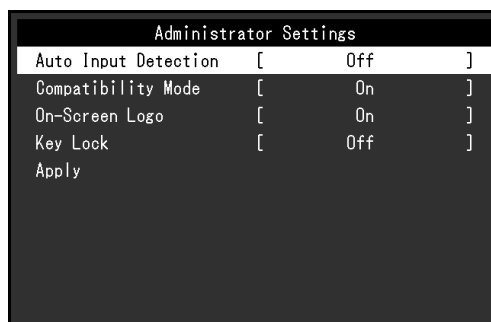 Administrator Settings
Auto Input Detection [ Off ]
Compatibility Mode [ On ]
On-Screen Logo [ On ]
Key Lock [ Off ]
Apply